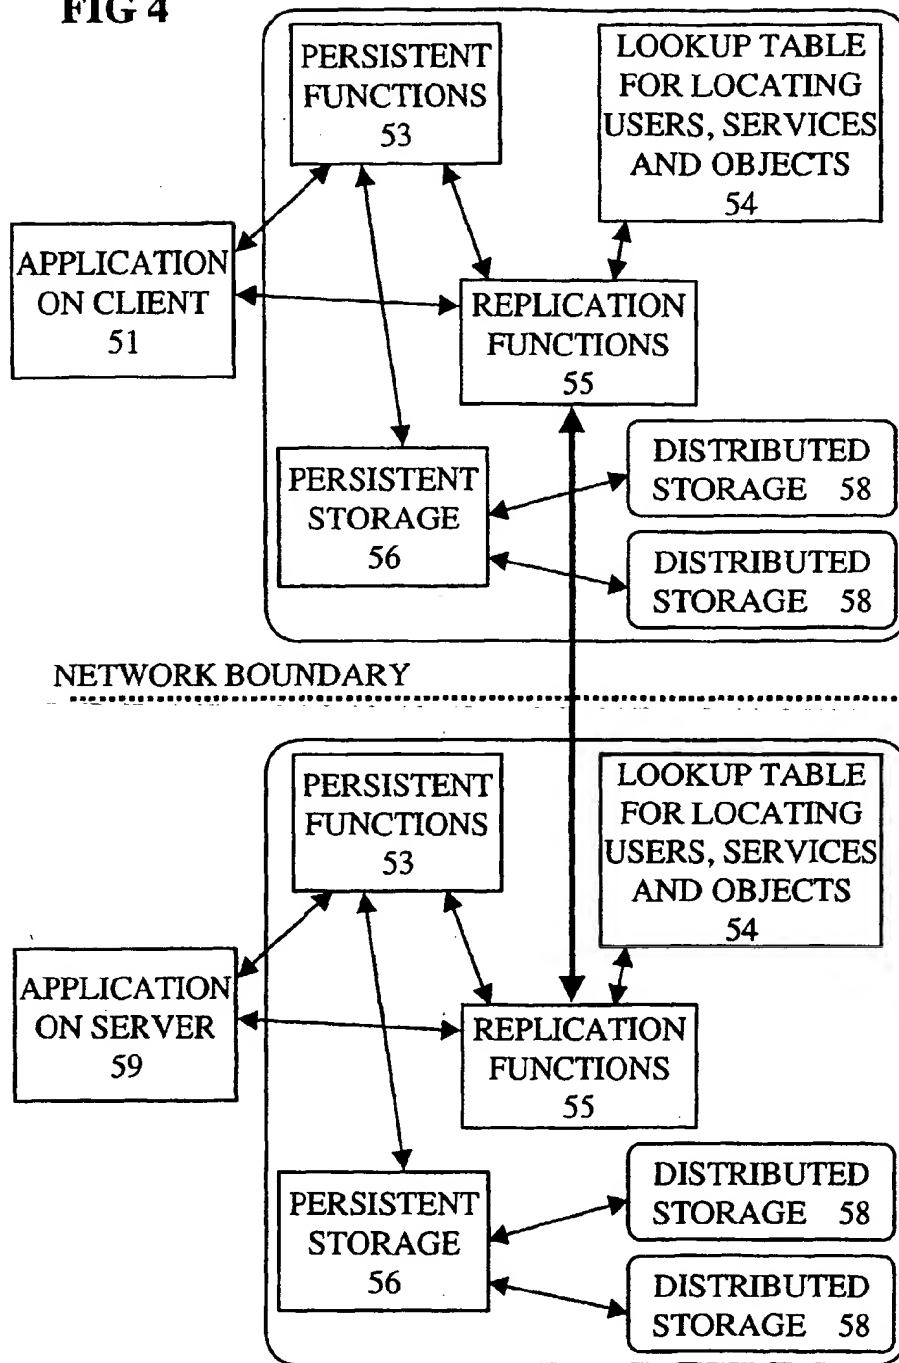 FIG 4
PERSISTENT
FUNCTIONS
53
LOOKUP TABLE
FOR LOCATING
USERS, SERVICES
AND OBJECTS
54
APPLICATION
ON CLIENT
51
REPLICATION
FUNCTIONS
55
PERSISTENT
STORAGE
56
DISTRIBUTED
STORAGE 58
DISTRIBUTED
STORAGE 58
NETWORK BOUNDARY
PERSISTENT
FUNCTIONS
53
LOOKUP TABLE
FOR LOCATING
USERS, SERVICES
AND OBJECTS
54
APPLICATION
ON SERVER
59
REPLICATION
FUNCTIONS
55
PERSISTENT
STORAGE
56
DISTRIBUTED
STORAGE 58
DISTRIBUTED
STORAGE 58